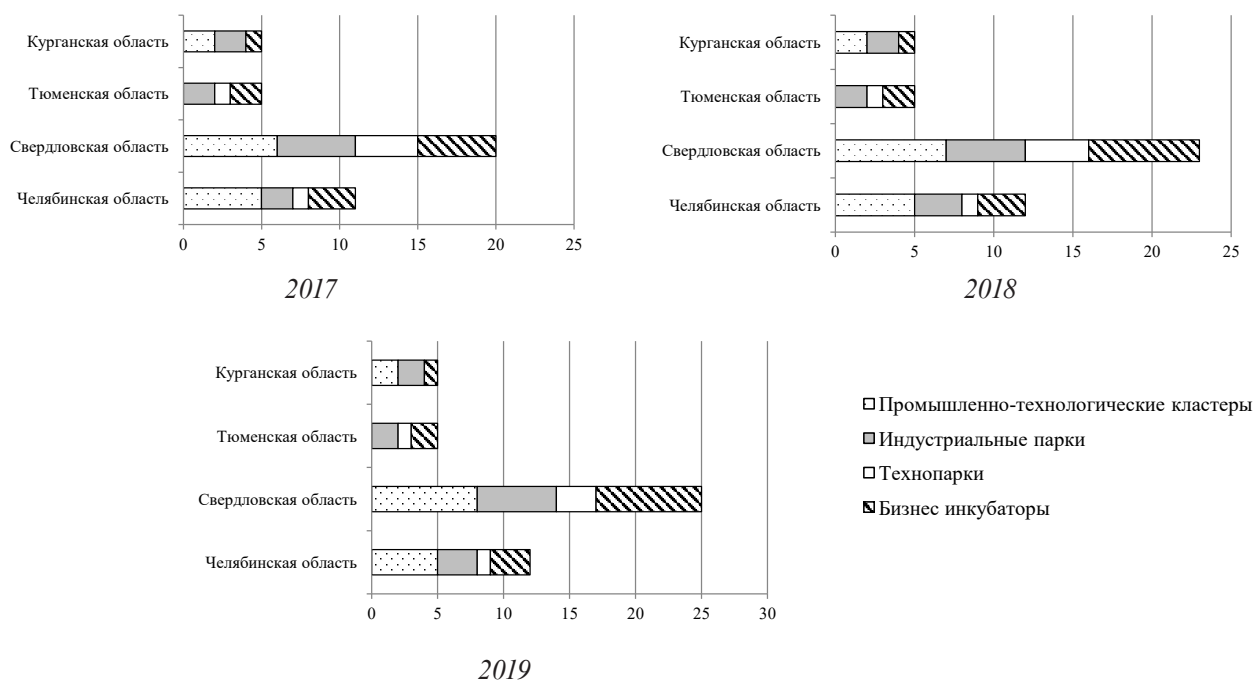 Курганская область
Тюменская область
Свердловская область
Челябинская область
0 5 10 15 20 25
2017
Курганская область
Тюменская область
Свердловская область
Челябинская область
0 5 10 15 20 25
2018
Курганская область
Тюменская область
Свердловская область
Челябинская область
0 5 10 15 20 25 30
2019
Промышленно-технологические кластеры
Индустриальные парки
Технопарки
Бизнес инкубаторы